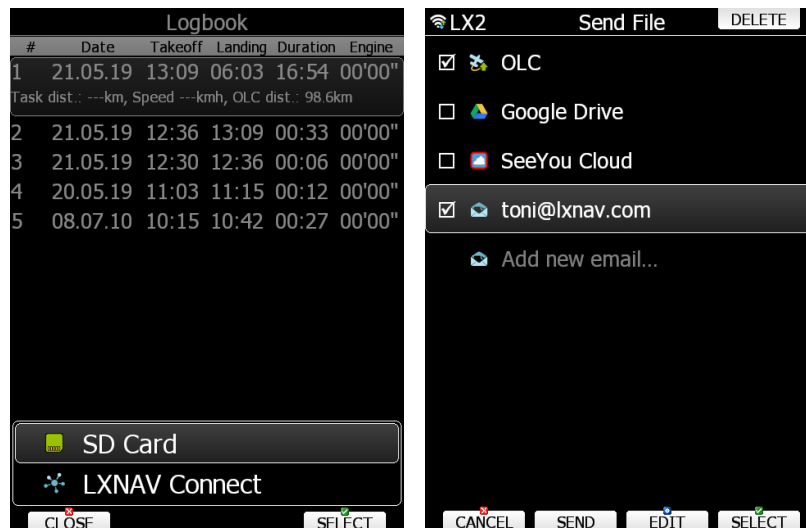 Logbook
# Date Takeoff Landing Duration Engine
1 21.05.19 13:09 06:03 16:54 00'00"
Task dist.: ---km, Speed ---kmh, OLC dist.: 98.6km
2 21.05.19 12:36 13:09 00:33 00'00"
3 21.05.19 12:30 12:36 00:06 00'00"
4 20.05.19 11:03 11:15 00:12 00'00"
5 08.07.10 10:15 10:42 00:27 00'00"
SD Card
LXNAV Connect
CLOSE SELECT
LX2 Send File DELETE
OLC
Google Drive
SeeYou Cloud
toni@lxnav.com
Add new email...
CANCEL SEND EDIT SELECT